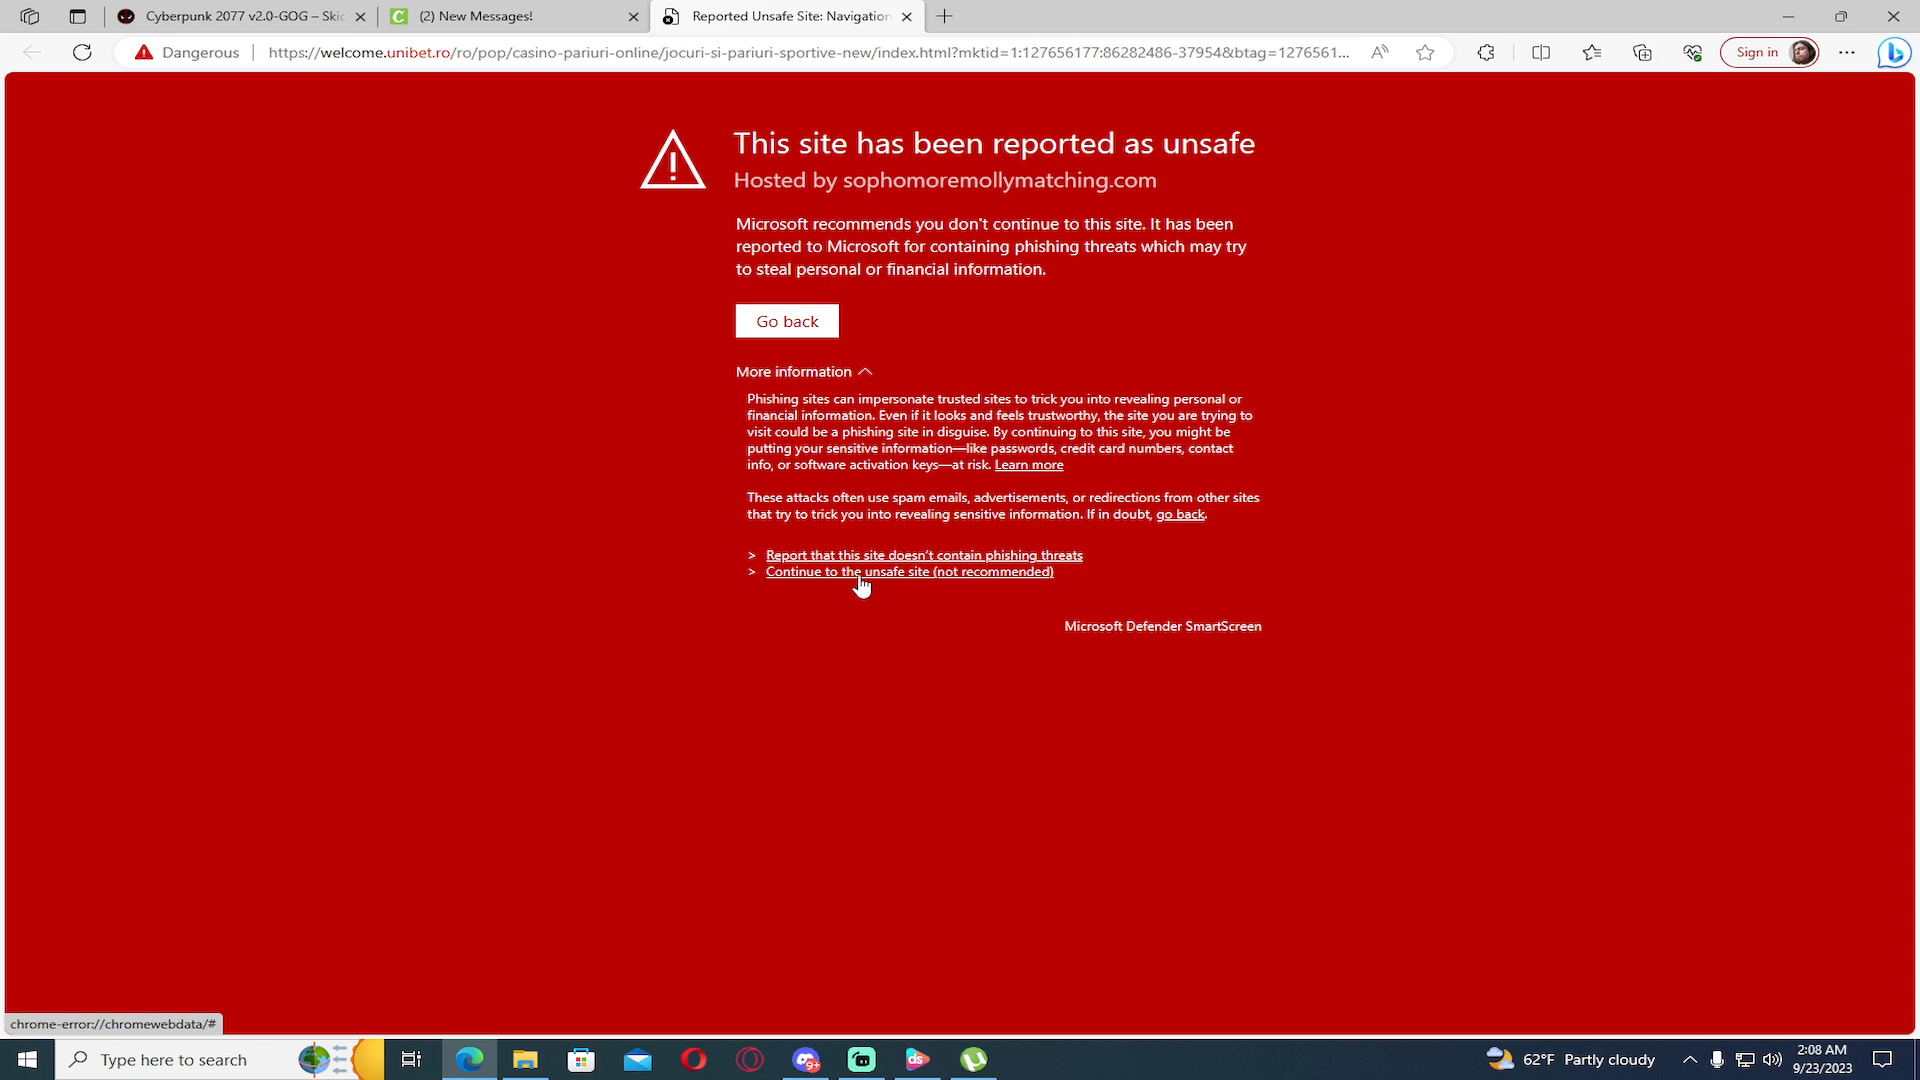 Cyberpunk 2077 v2.0-GOG – Skid
(2) New Messages!
Reported Unsafe Site: Navigation
Dangerous
https://welcome.unibet.ro/ro/pop/casino-pariuri-online/jocuri-si-pariuri-sportive-new/index.html?mktid=1:127656177:86282486-37954&btag=1276561...
Sign in
This site has been reported as unsafe
Hosted by sophomoremollymatching.com
Microsoft recommends you don't continue to this site. It has been
reported to Microsoft for containing phishing threats which may try
to steal personal or financial information.
Go back
More information
Phishing sites can impersonate trusted sites to trick you into revealing personal or
financial information. Even if it looks and feels trustworthy, the site you are trying to
visit could be a phishing site in disguise. By continuing to this site, you might be
putting your sensitive information—like passwords, credit card numbers, contact
info, or software activation keys—at risk. Learn more
These attacks often use spam emails, advertisements, or redirections from other sites
that try to trick you into revealing sensitive information. If in doubt, go back.
> Report that this site doesn't contain phishing threats
> Continue to the unsafe site (not recommended)
Microsoft Defender SmartScreen
chrome-error://chromewebdata/#
Type here to search
9+
ds
62°F Partly cloudy
2:08 AM
9/23/2023